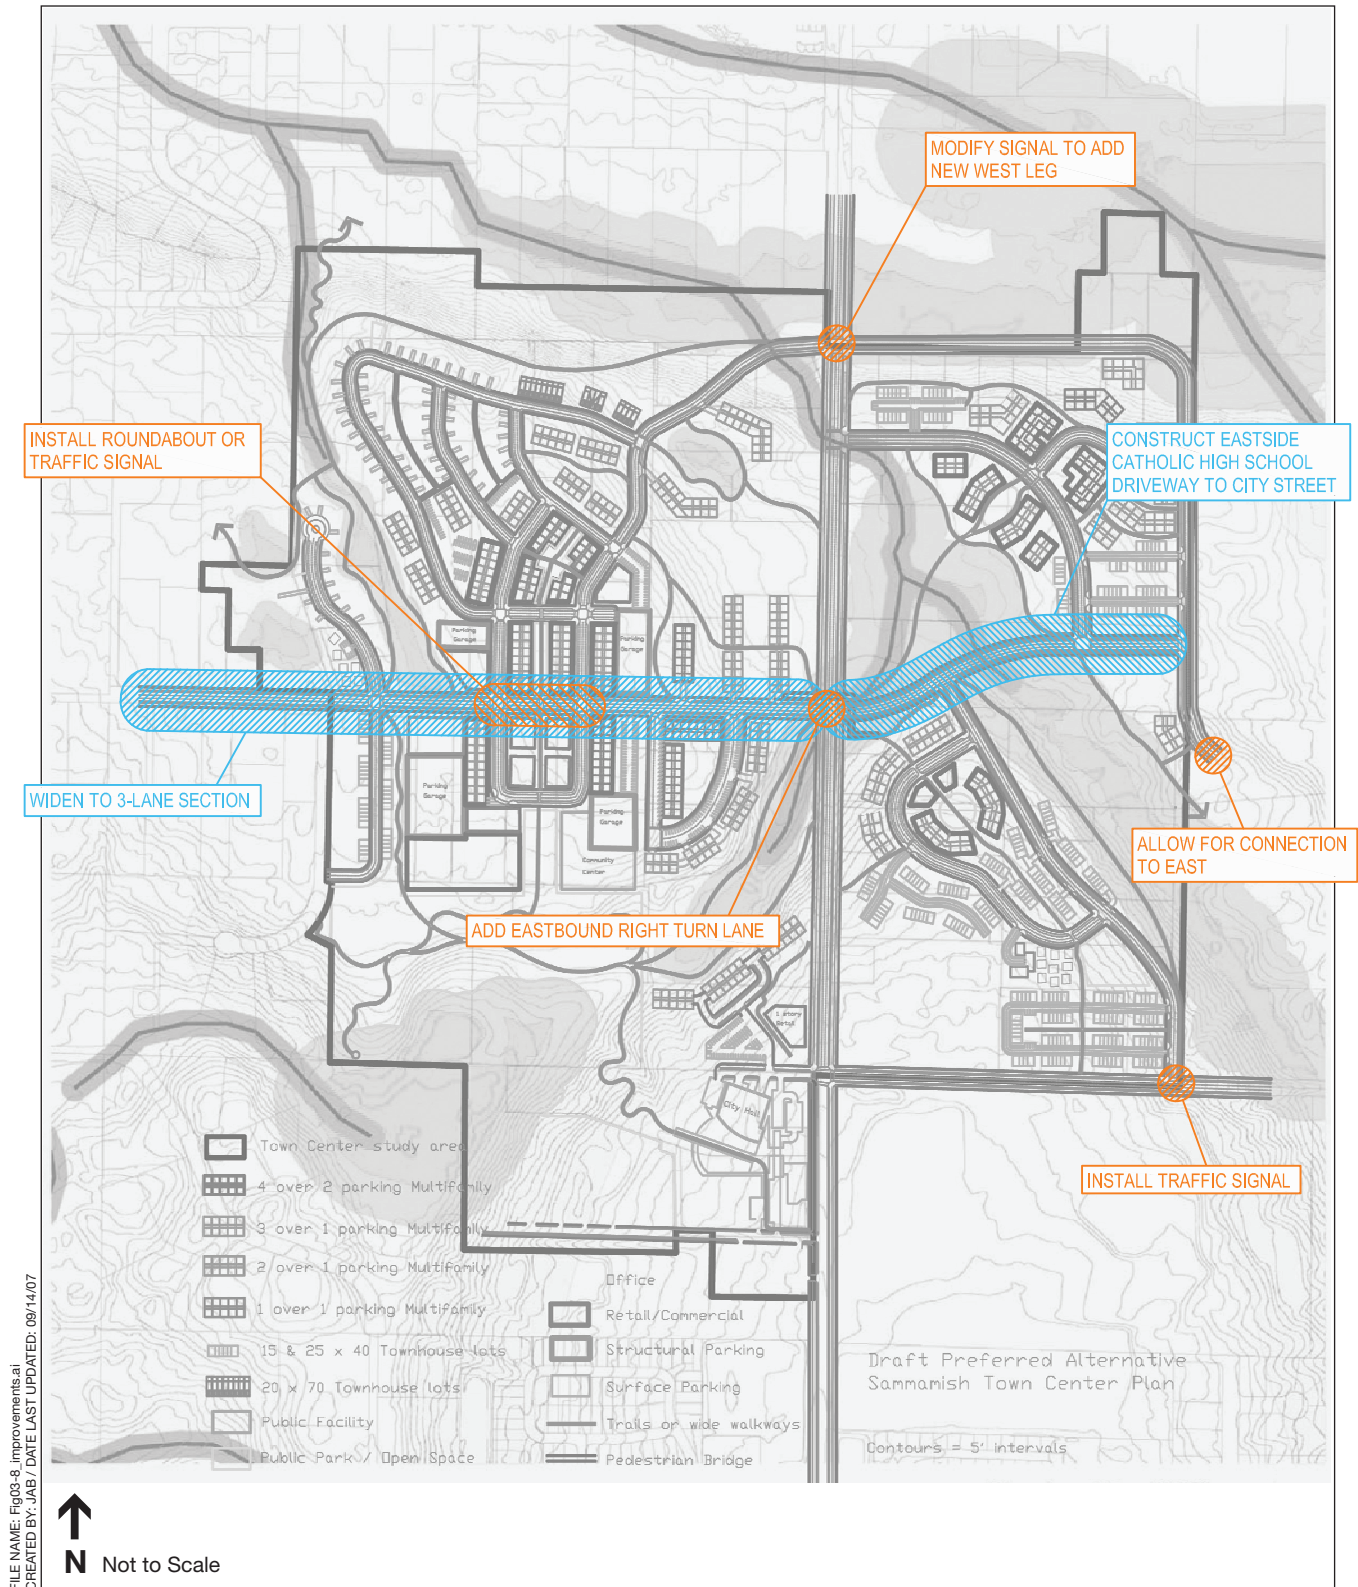 MODIFY SIGNAL TO ADD
NEW WEST LEG
INSTALL ROUNDABOUT OR
TRAFFIC SIGNAL
CONSTRUCT EASTSIDE
CATHOLIC HIGH SCHOOL
DRIVEWAY TO CITY STREET
Parking
Garage
Parking
Garage
WIDEN TO 3-LANE SECTION
Parking
Garage
Parking
Garage
Community
Center
ALLOW FOR CONNECTION
TO EAST
ADD EASTBOUND RIGHT TURN LANE
1 story
Retail
City Hall
INSTALL TRAFFIC SIGNAL
Town Center study area
4 over 2 parking Multifamily
3 over 1 parking Multifamily
2 over 1 parking Multifamily
1 over 1 parking Multifamily
15 & 25 x 40 Townhouse lots
20 x 70 Townhouse lots
Public Facility
Public Park / Open Space
Office
Retail/Commercial
Structural Parking
Surface Parking
Trails or wide walkways
Pedestrian Bridge
Draft Preferred Alternative
Sammamish Town Center Plan
Contours = 5' intervals
FILE NAME: Fig03-8_improvements.ai
CREATED BY: JAB / DATE LAST UPDATED: 09/14/07
N Not to Scale